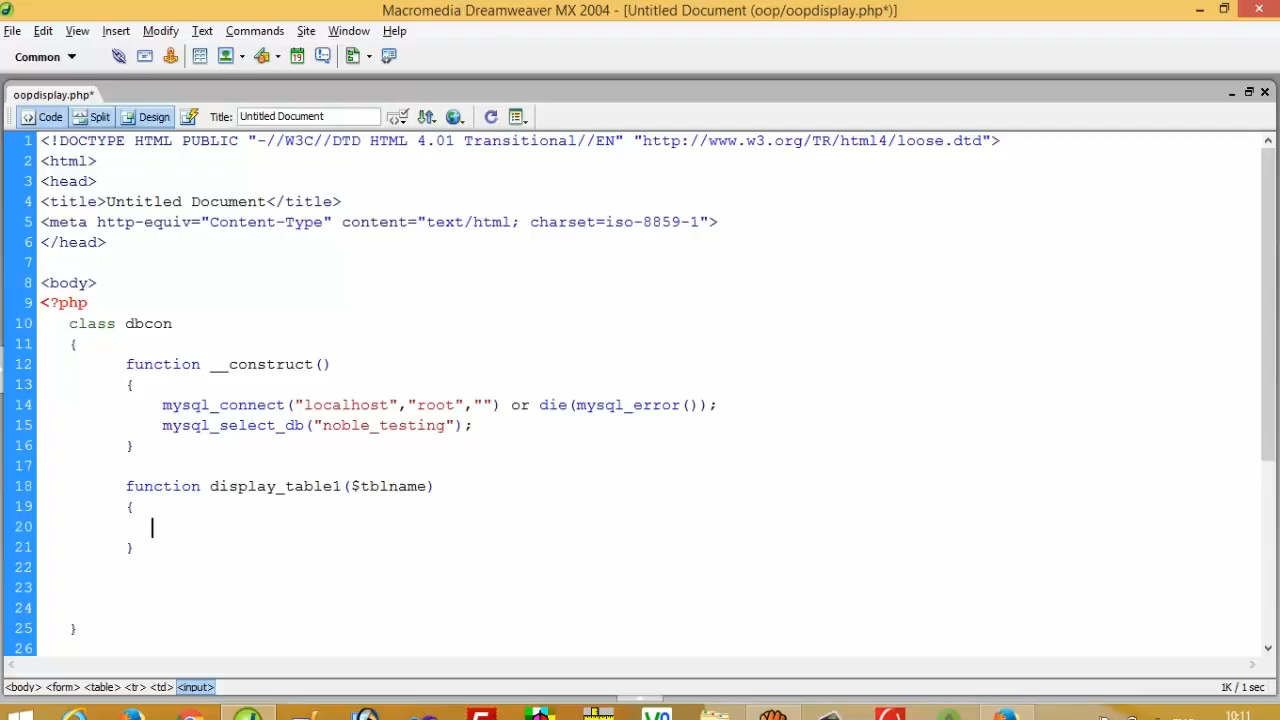 Macromedia Dreamweaver MX 2004 - [Untitled Document (oop/oopdisplay.php*)]
File Edit View Insert Modify Text Commands Site Window Help
Common
oopdisplay.php*
Code Split Design Title: Untitled Document
1 <!DOCTYPE HTML PUBLIC "-//W3C//DTD HTML 4.01 Transitional//EN" "http://www.w3.org/TR/html4/loose.dtd">
2 <html>
3 <head>
4 <title>Untitled Document</title>
5 <meta http-equiv="Content-Type" content="text/html; charset=iso-8859-1">
6 </head>
7
8 <body>
9 <?php
10 class dbcon
11 {
12 function __construct()
13 {
14 mysql_connect("localhost","root","") or die(mysql_error());
15 mysql_select_db("noble_testing");
16 }
17
18 function display_table1($tblname)
19 {
20
21 }
22
23
24
25 }
26
<body> <form> <table> <tr> <td> <input>
1K / 1 sec
10:11